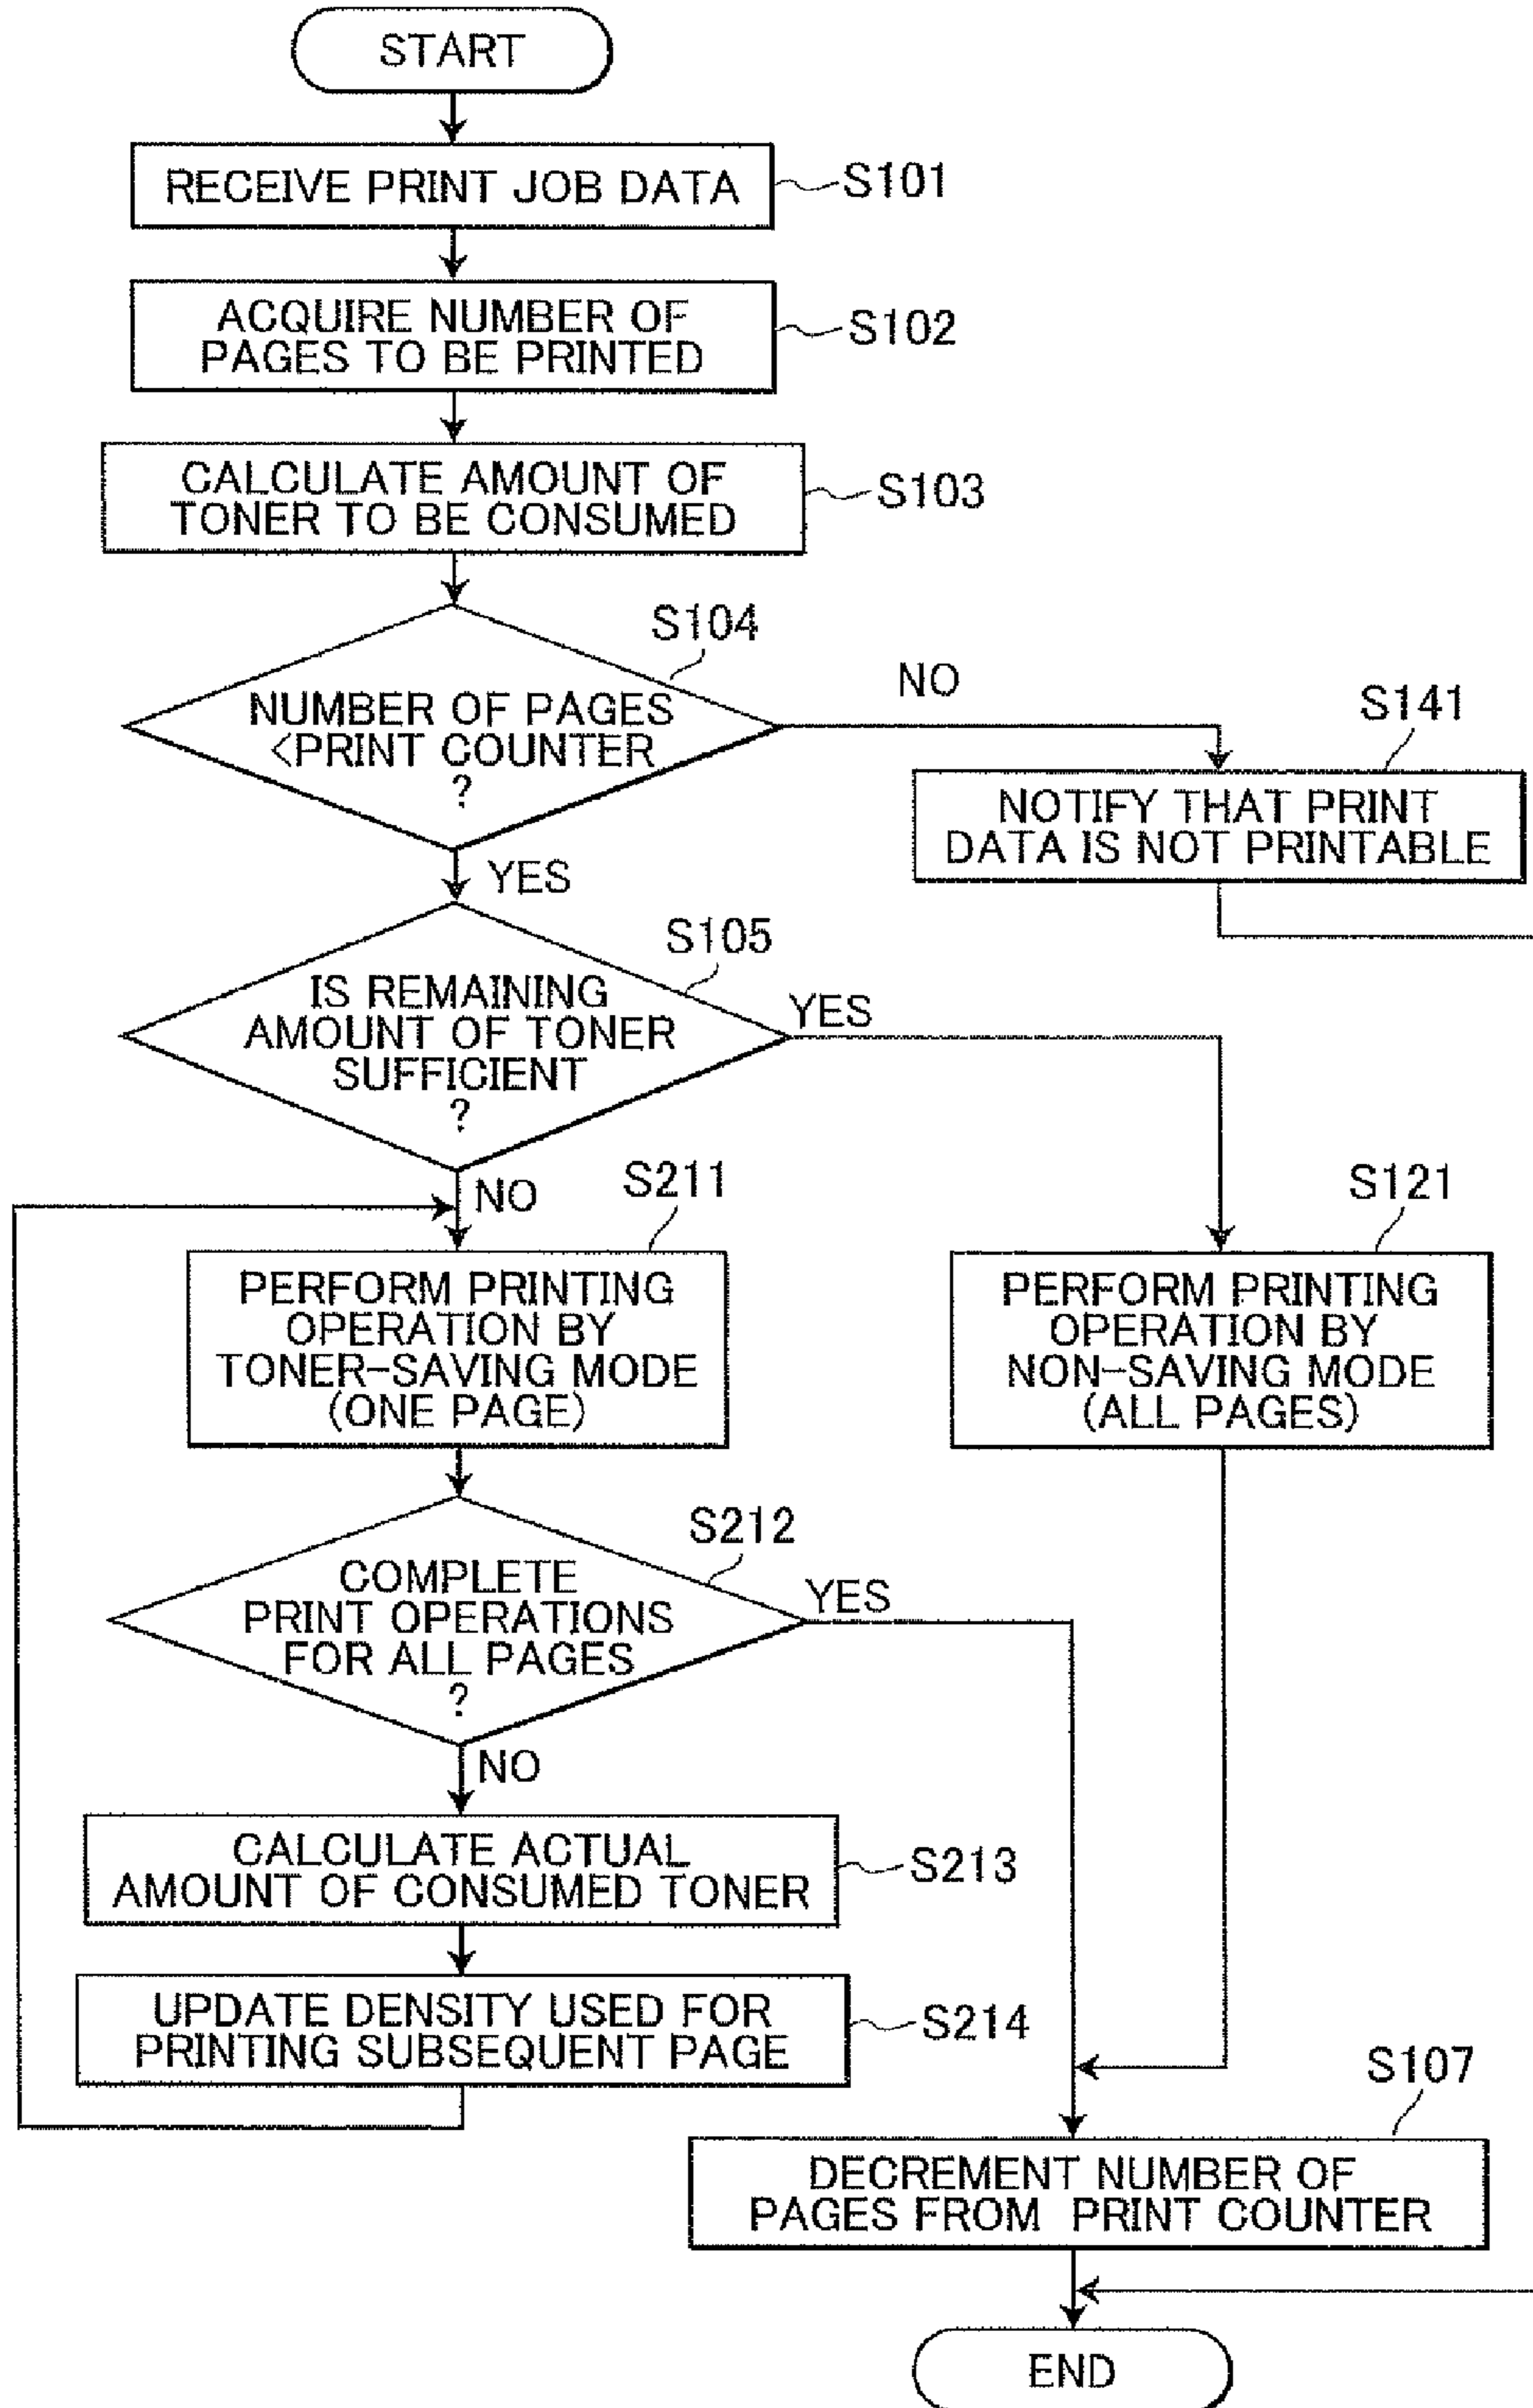 START
RECEIVE PRINT JOB DATA
S101
ACQUIRE NUMBER OF
PAGES TO BE PRINTED
S102
CALCULATE AMOUNT OF
TONER TO BE CONSUMED
S103
S104
NUMBER OF PAGES
<PRINT COUNTER
?
NO
S141
NOTIFY THAT PRINT
DATA IS NOT PRINTABLE
YES
S105
IS REMAINING
AMOUNT OF TONER
SUFFICIENT
?
YES
NO
S211
PERFORM PRINTING
OPERATION BY
TONER-SAVING MODE
(ONE PAGE)
S121
PERFORM PRINTING
OPERATION BY
NON-SAVING MODE
(ALL PAGES)
S212
COMPLETE
PRINT OPERATIONS
FOR ALL PAGES
?
YES
NO
CALCULATE ACTUAL
AMOUNT OF CONSUMED TONER
S213
UPDATE DENSITY USED FOR
PRINTING SUBSEQUENT PAGE
S214
S107
DECREMENT NUMBER OF
PAGES FROM PRINT COUNTER
END